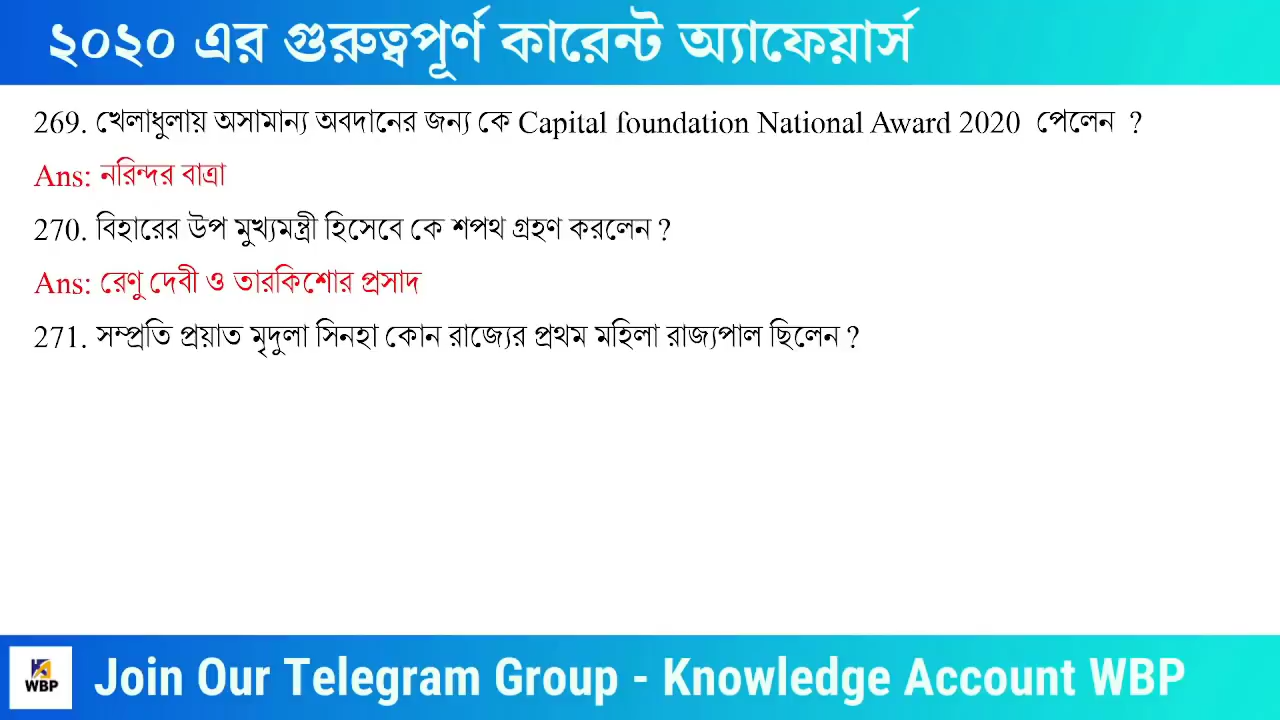 ২০২০ এর গুরুত্বপূর্ণ কারেন্ট অ্যাফেয়ার্স
269. খেলাধুলায় অসামান্য অবদানের জন্য কে Capital foundation National Award 2020 পেলেন ?
Ans: নরিন্দর বাত্রা
270. বিহারের উপ মুখ্যমন্ত্রী হিসেবে কে শপথ গ্রহণ করলেন ?
Ans: রেণু দেবী ও তারকিশোর প্রসাদ
271. সম্প্রতি প্রয়াত মৃদুলা সিনহা কোন রাজ্যের প্রথম মহিলা রাজ্যপাল ছিলেন ?
WBP
Join Our Telegram Group - Knowledge Account WBP